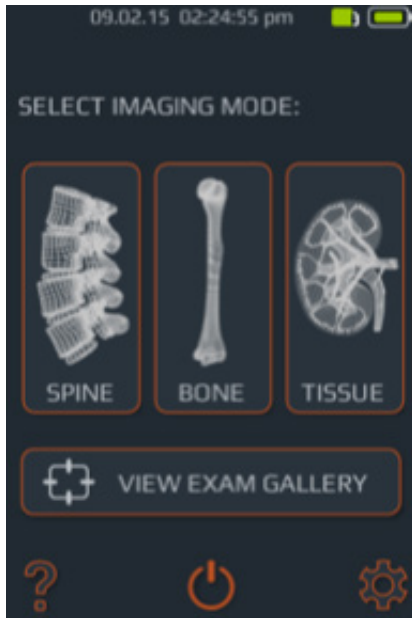 09.02.15 02:24:55 pm
SELECT IMAGING MODE:
SPINE BONE TISSUE
VIEW EXAM GALLERY
?